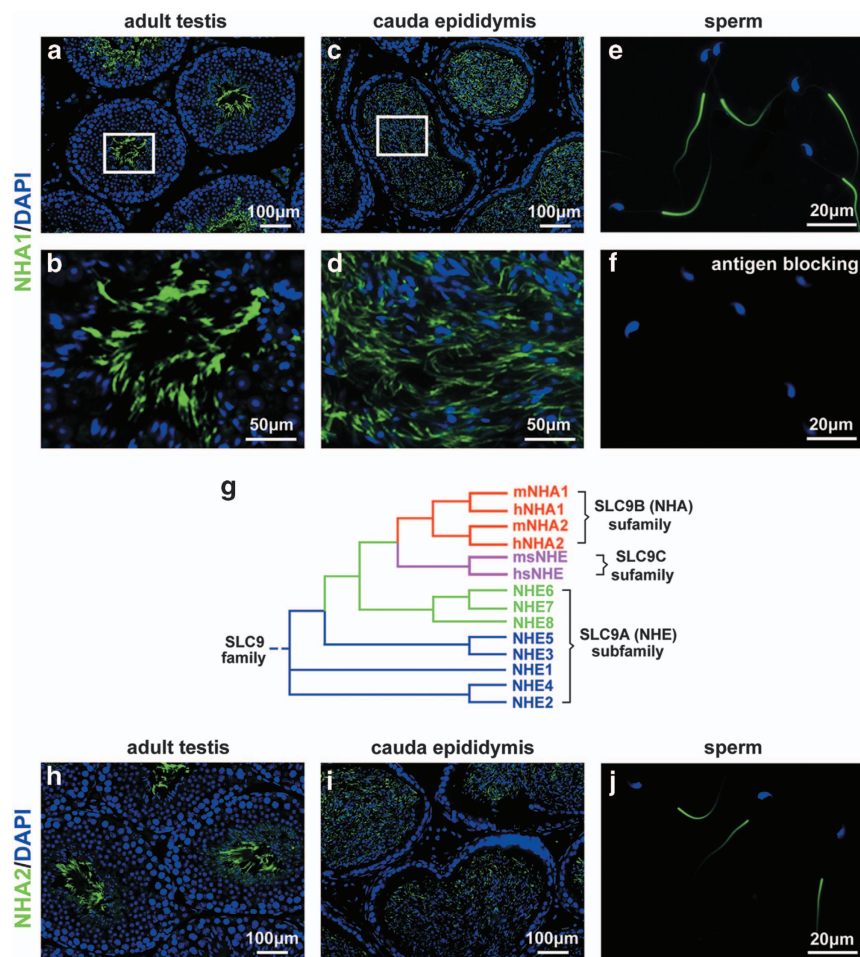 adult testis
cauda epididymis
sperm
NHA1/DAPI
a
100μm
c
100μm
e
20μm
b
50μm
d
50μm
f
antigen blocking
20μm
g
mNHA1
hNHA1
mNHA2
hNHA2
SLC9B (NHA)
sufamily
msNHE
hsNHE
SLC9C
sufamily
NHE6
NHE7
NHE8
NHE5
NHE3
NHE1
NHE4
NHE2
SLC9A (NHE)
subfamily
SLC9
family
adult testis
cauda epididymis
sperm
NHA2/DAPI
h
100μm
i
100μm
j
20μm